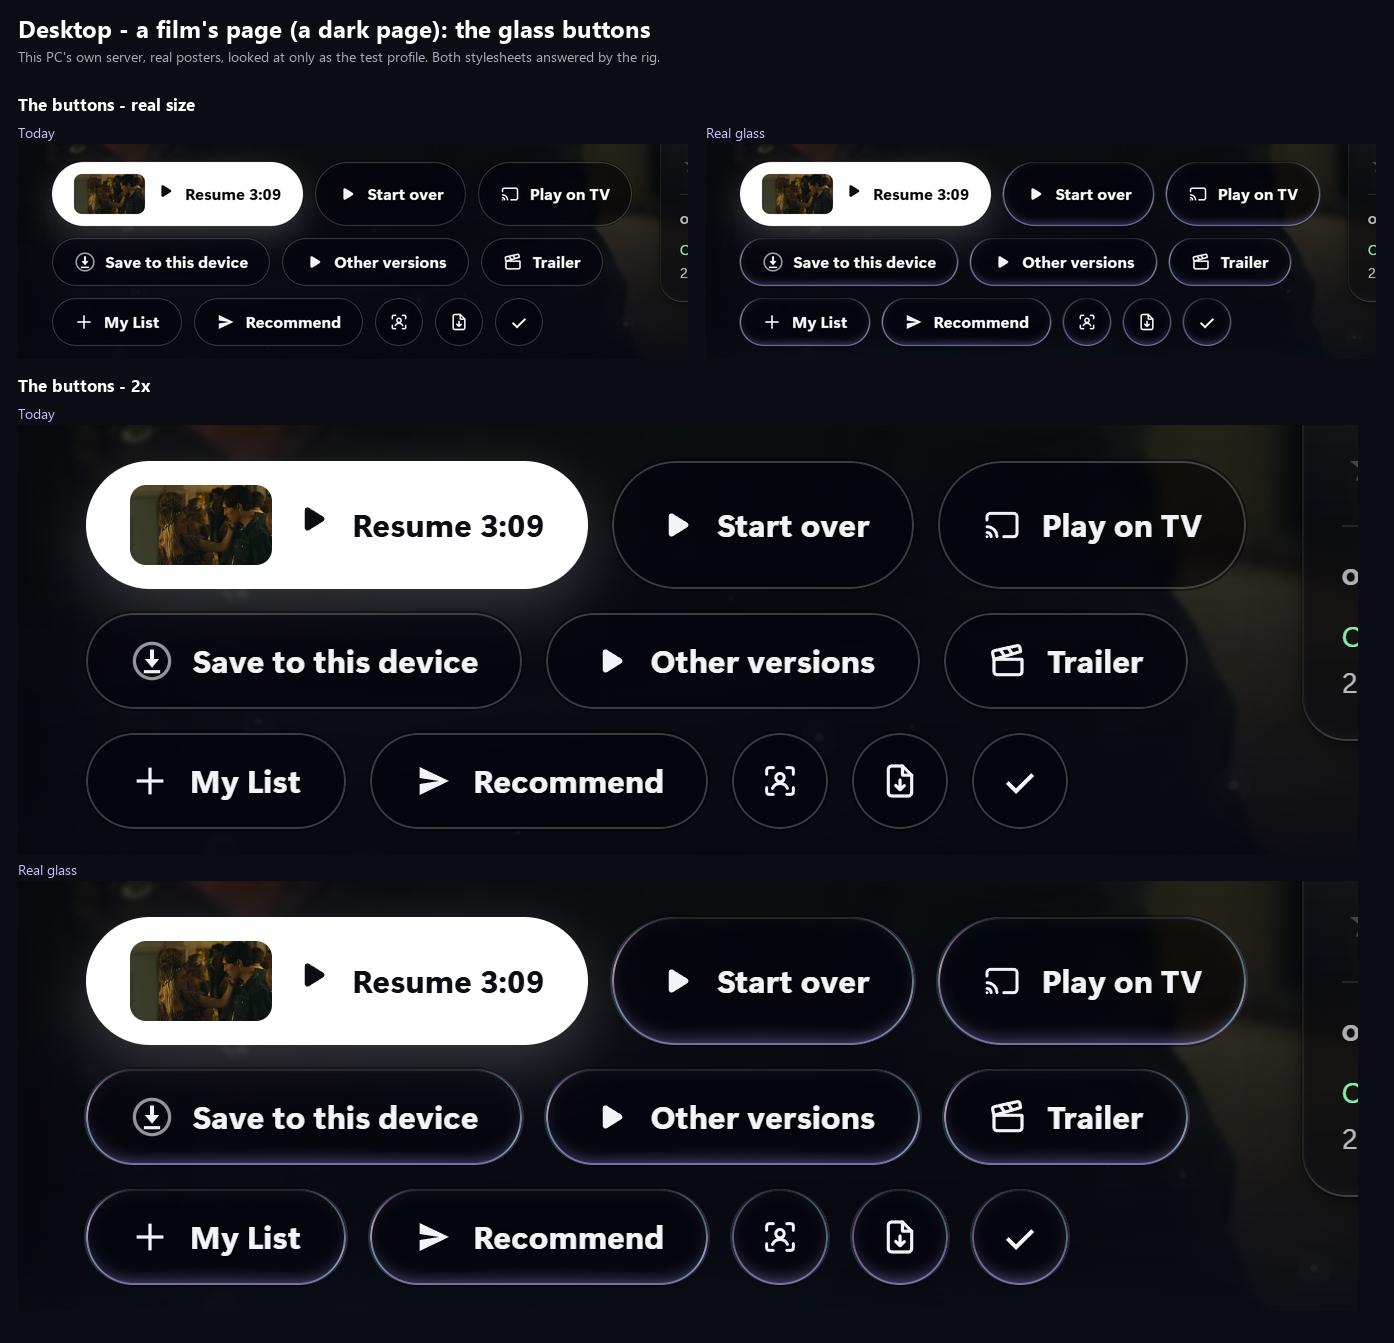 Desktop - a film's page (a dark page): the glass buttons
This PC's own server, real posters, looked at only as the test profile. Both stylesheets answered by the rig.
The buttons - real size
Today
Resume 3:09
Start over
Play on TV
Save to this device
Other versions
Trailer
My List
Recommend
Real glass
Resume 3:09
Start over
Play on TV
Save to this device
Other versions
Trailer
My List
Recommend
The buttons - 2x
Today
Resume 3:09
Start over
Play on TV
Save to this device
Other versions
Trailer
My List
Recommend
Real glass
Resume 3:09
Start over
Play on TV
Save to this device
Other versions
Trailer
My List
Recommend